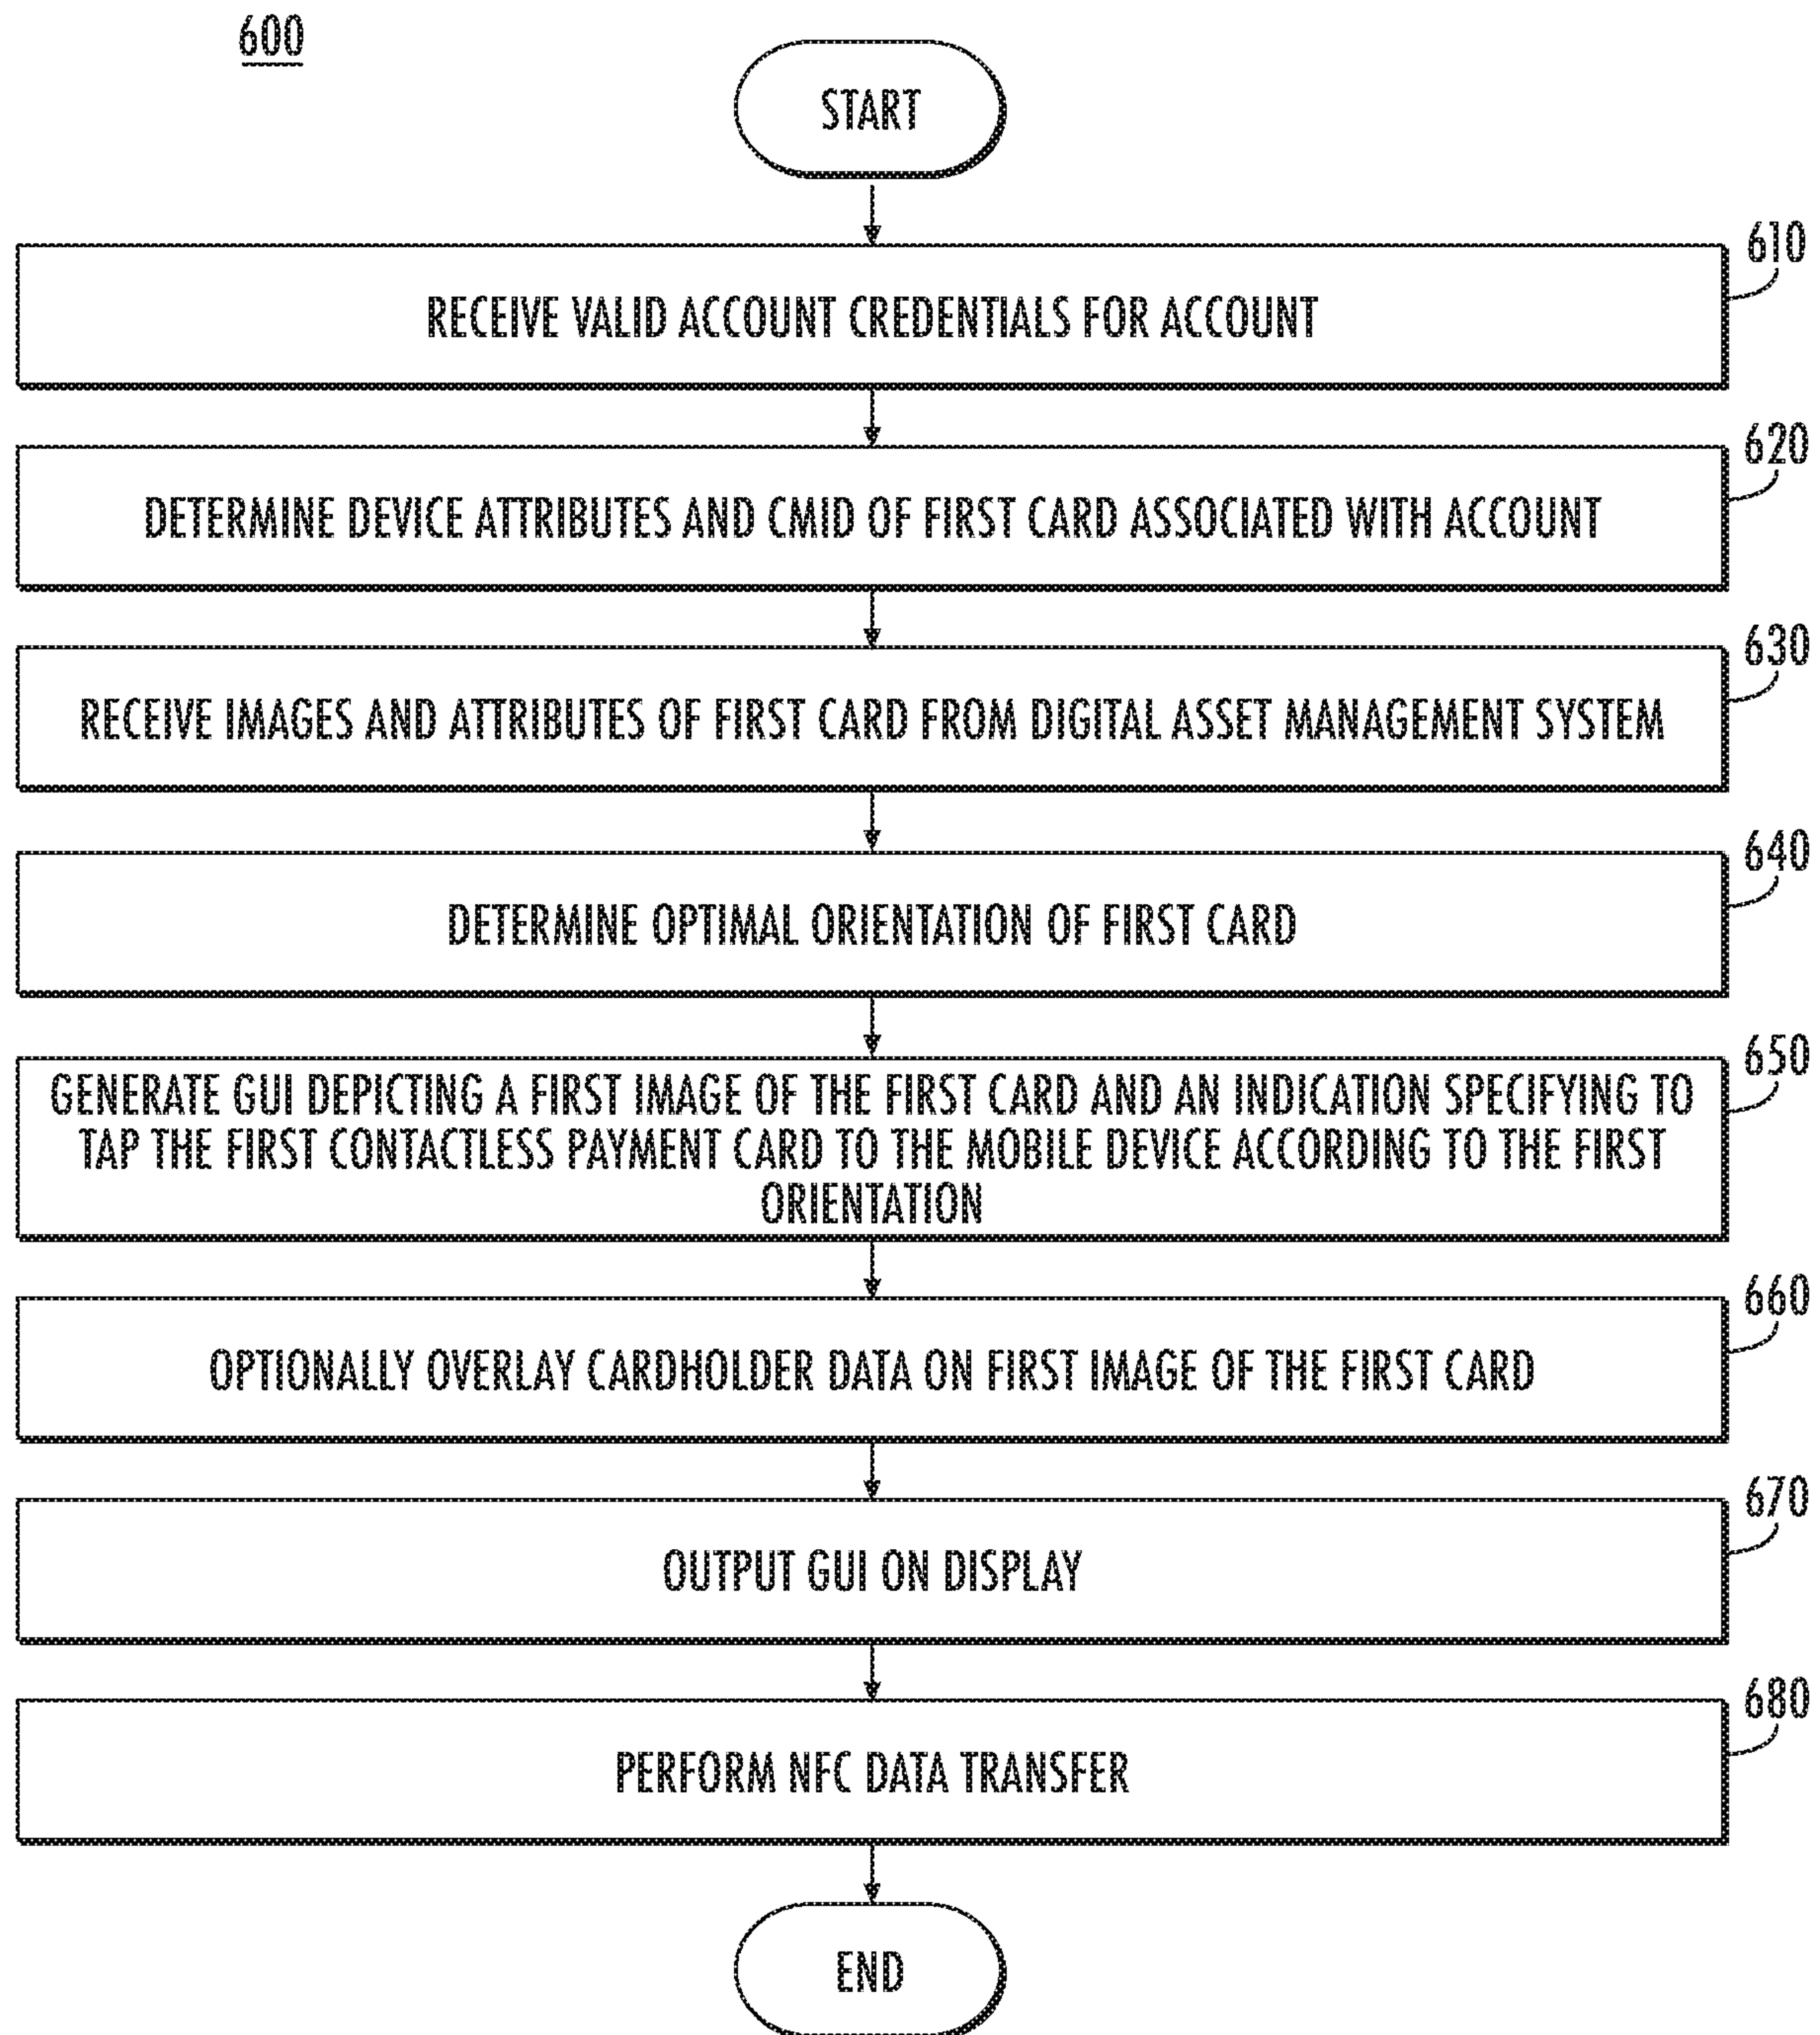 600
START
610
RECEIVE VALID ACCOUNT CREDENTIALS FOR ACCOUNT
620
DETERMINE DEVICE ATTRIBUTES AND CMID OF FIRST CARD ASSOCIATED WITH ACCOUNT
630
RECEIVE IMAGES AND ATTRIBUTES OF FIRST CARD FROM DIGITAL ASSET MANAGEMENT SYSTEM
640
DETERMINE OPTIMAL ORIENTATION OF FIRST CARD
650
GENERATE GUI DEPICTING A FIRST IMAGE OF THE FIRST CARD AND AN INDICATION SPECIFYING TO
TAP THE FIRST CONTACTLESS PAYMENT CARD TO THE MOBILE DEVICE ACCORDING TO THE FIRST
ORIENTATION
660
OPTIONALLY OVERLAY CARDHOLDER DATA ON FIRST IMAGE OF THE FIRST CARD
670
OUTPUT GUI ON DISPLAY
680
PERFORM NFC DATA TRANSFER
END